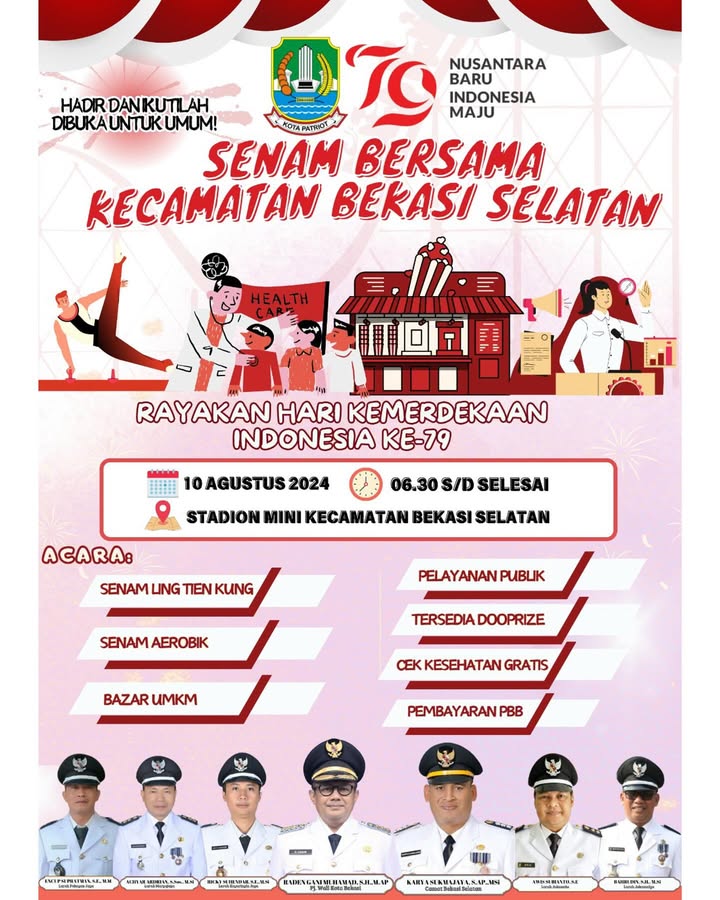 HADIR DAN IKUTILAH
DIBUKA UNTUK UMUM!
KOTA PATRIOT
79
NUSANTARA
BARU
INDONESIA
MAJU
SENAM BERSAMA
KECAMATAN BEKASI SELATAN
HEALTH
CARE
RAYAKAN HARI KEMERDEKAAN
INDONESIA KE-79
10 AGUSTUS 2024
06.30 S/D SELESAI
STADION MINI KECAMATAN BEKASI SELATAN
ACARA:
SENAM LING TIEN KUNG
SENAM AEROBIK
BAZAR UMKM
PELAYANAN PUBLIK
TERSEDIA DOOPRIZE
CEK KESEHATAN GRATIS
PEMBAYARAN PBB
RADEN GANI MUHAMAD, S.H., M.AP
Pj. Wali Kota Bekasi
KARYA SUKMAJAYA, S.AP., MSi
Camat Bekasi Selatan